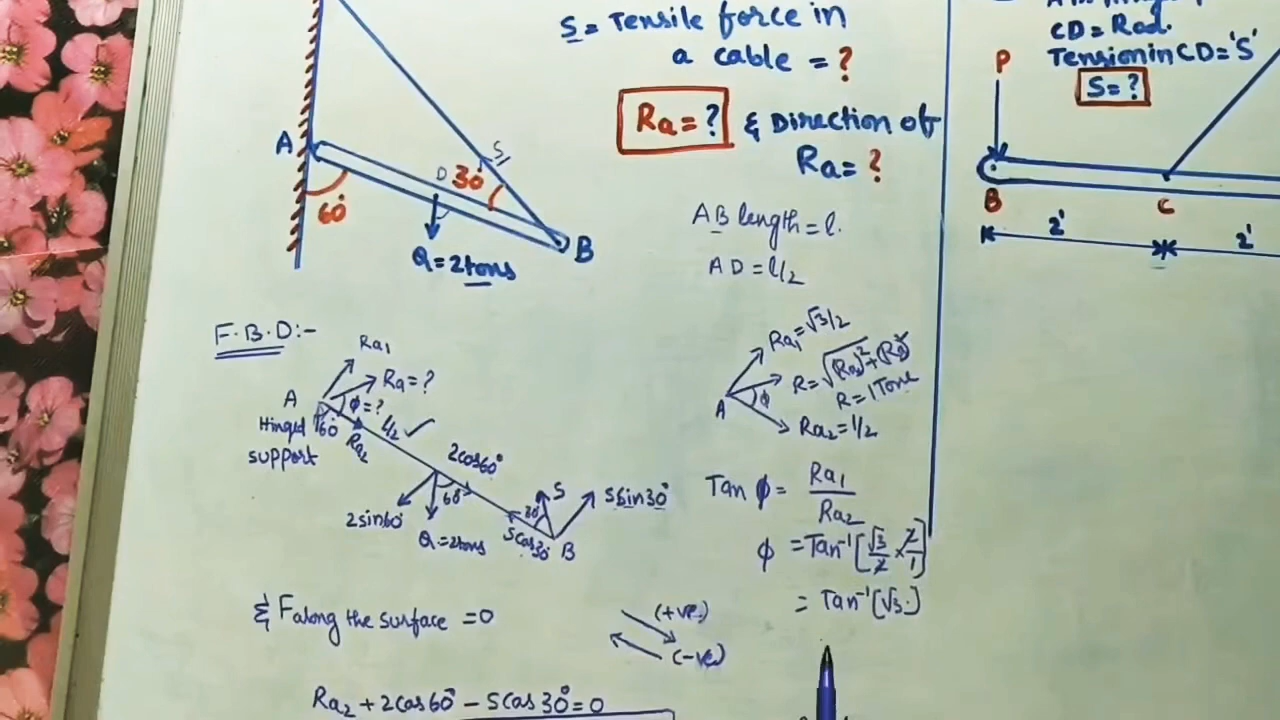 S = Tensile force in
a cable = ?
Ra = ? & Direction of
Ra = ?
A
60°
D
30°
S
Q = 2 tons
B
AB length = l.
AD = l/2
F.B.D:-
Ra1
Ra = ?
A
φ = ?
Hinged
support
60°
Ra2
l/2 ✓
2cos60°
2sin60°
60°
Q = 2tons
30°
S
Scos30°
B
Ssin30°
Ra1 = √3/2
R = √(Ra1)² + (Ra)²
R = 1 Tone
A
φ
Ra2 = 1/2
Tan φ = Ra1
Ra2
φ = Tan⁻¹[√3/2 × 2/1]
= Tan⁻¹[√3.]
& F along the surface = 0
(+ve)
(-ve)
Ra2 + 2cos60° - Scos30° = 0
CD = Rod.
Tension in CD = 'S'
S = ?
P
B
C
2'
2'